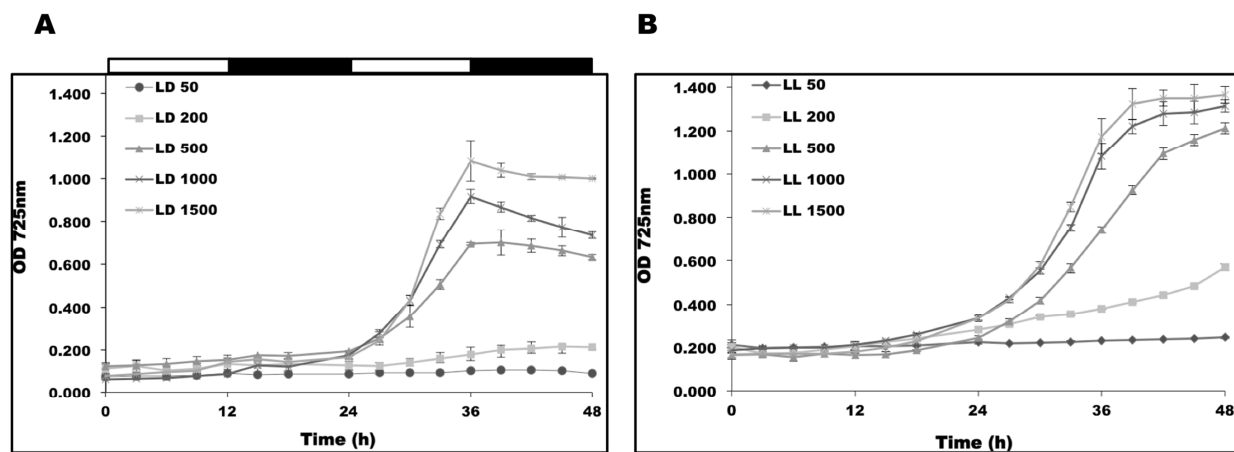 A
OD 725nm
1.400
1.200
1.000
0.800
0.600
0.400
0.200
0.000
LD 50
LD 200
LD 500
LD 1000
LD 1500
0 12 24 36 48
Time (h)
B
OD 725nm
1.400
1.200
1.000
0.800
0.600
0.400
0.200
0.000
LL 50
LL 200
LL 500
LL 1000
LL 1500
0 12 24 36 48
Time (h)